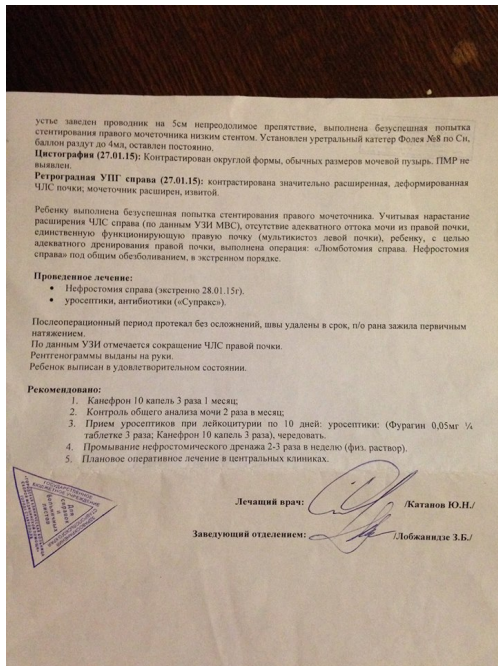 устье заведен проводник на 5см непреодолимое препятствие, выполнена безуспешная попытка
стентирования правого мочеточника низким стентом. Установлен уретральный катетер Фолея №8 по Сн,
баллон раздут до 4мл, оставлен постоянно.
Цистография (27.01.15): Контрастирован округлой формы, обычных размеров мочевой пузырь. ПМР не
выявлен.
Ретроградная УПГ справа (27.01.15): контрастирована значительно расширенная, деформированная
ЧЛС почки; мочеточник расширен, извитой.
Ребенку выполнена безуспешная попытка стентирования правого мочеточника. Учитывая нарастание
расширения ЧЛС справа (по данным УЗИ МВС), отсутствие адекватного оттока мочи из правой почки,
единственную функционирующую правую почку (мультикистоз левой почки), ребенку, с целью
адекватного дренирования правой почки, выполнена операция: «Люмботомия справа. Нефростомия
справа» под общим обезболиванием, в экстренном порядке.
Проведенное лечение:
• Нефростомия справа (экстренно 28.01.15г).
• уросептики, антибиотики («Супракс»).
Послеоперационный период протекал без осложнений, швы удалены в срок, п/о рана зажила первичным
натяжением.
По данным УЗИ отмечается сокращение ЧЛС правой почки.
Рентгенограммы выданы на руки.
Ребенок выписан в удовлетворительном состоянии.
Рекомендовано:
1. Канефрон 10 капель 3 раза 1 месяц;
2. Контроль общего анализа мочи 2 раза в месяц;
3. Прием уросептиков при лейкоцитурии по 10 дней: уросептики: (Фурагин 0,05мг ¼
таблетке 3 раза; Канефрон 10 капель 3 раза), чередовать.
4. Промывание нефростомического дренажа 2-3 раза в неделю (физ. раствор).
5. Плановое оперативное лечение в центральных клиниках.
Лечащий врач: /Катанов Ю.Н./
Заведующий отделением: /Лобжанидзе З.Б./
ГОСУДАРСТВЕННОЕ
БЮДЖЕТНОЕ УЧРЕЖДЕНИЕ
Для
справок
и
больничных
листов